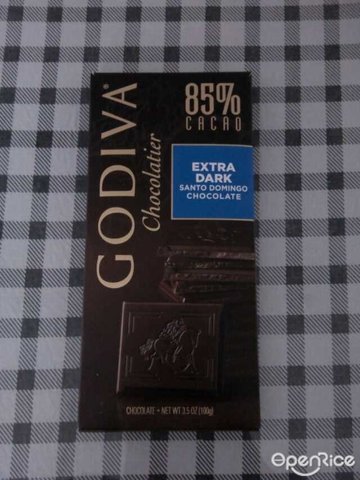 GODIVA®
Chocolatier
85%
CACAO
EXTRA
DARK
SANTO DOMINGO
CHOCOLATE
CHOCOLATE • NET WT 3.5 OZ (100g)
OpenRice